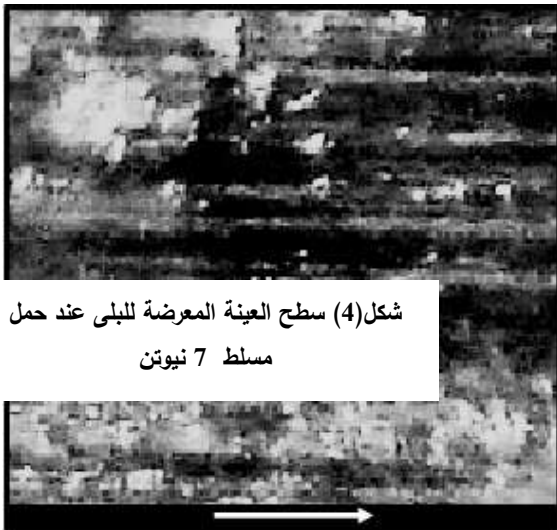 شكل(4) سطح العينة المعرضة للبلى عند حمل
مسلط 7 نيوتن